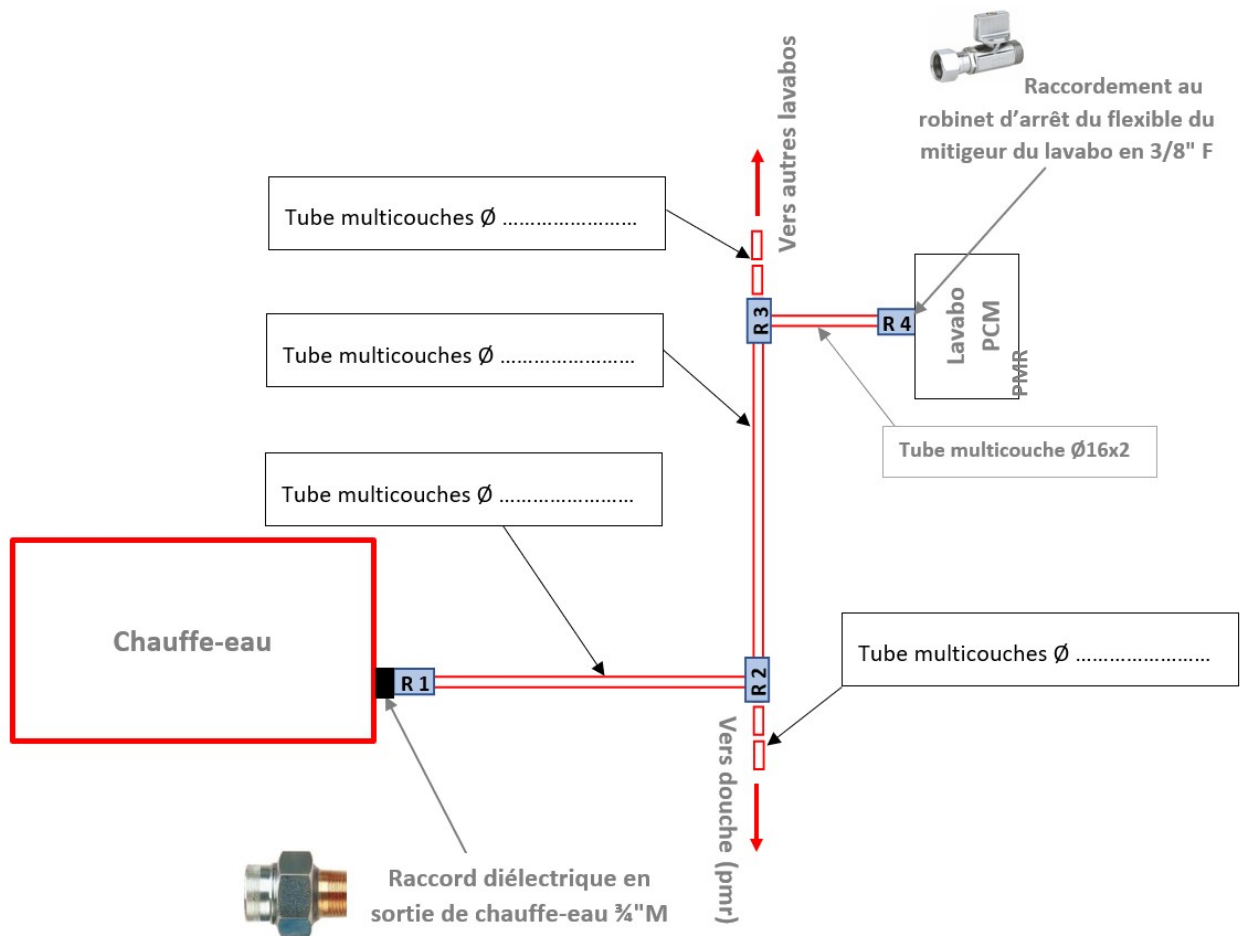 Raccordement au
robinet d’arrêt du flexible du
mitigeur du lavabo en 3/8" F
Vers autres lavabos
Tube multicouches Ø ……………………
Tube multicouches Ø ……………………
R 3
R 4
Lavabo
PCM
PMR
Tube multicouche Ø16x2
Tube multicouches Ø ……………………
Chauffe-eau
R 1
R 2
Tube multicouches Ø ……………………
Vers douche (pmr)
Raccord diélectrique en
sortie de chauffe-eau ¾"M